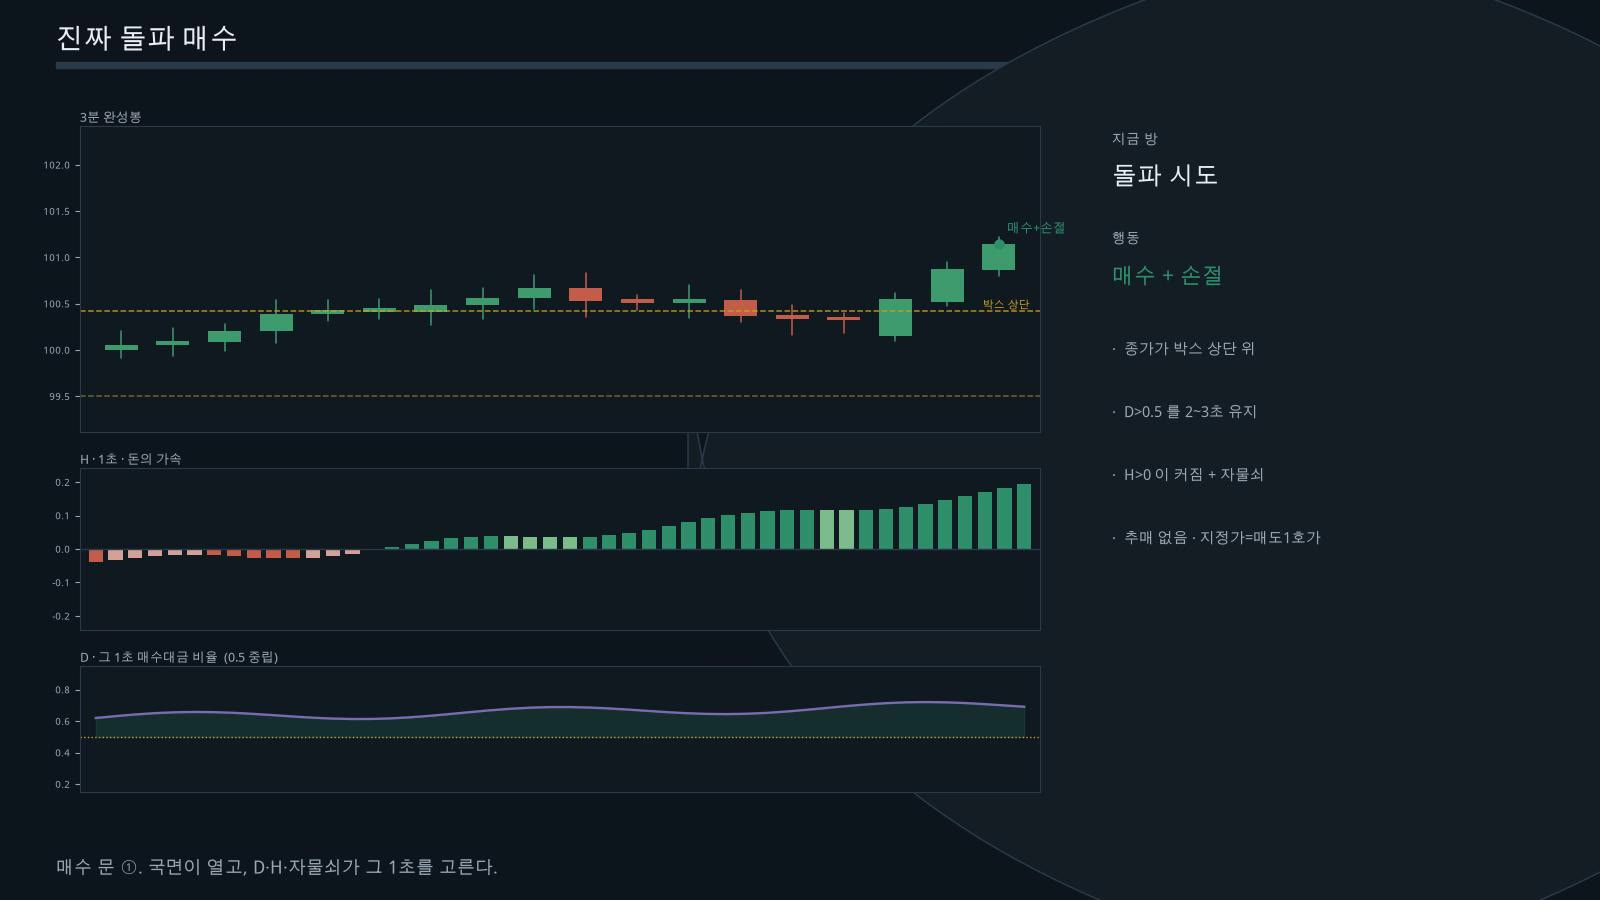 진짜 돌파 매수
3분 완성봉
102.0
101.5
101.0
100.5
100.0
99.5
매수+손절
박스 상단
H · 1초 · 돈의 가속
0.2
0.1
0.0
-0.1
-0.2
D · 그 1초 매수대금 비율 (0.5 중립)
0.8
0.6
0.4
0.2
지금 방
돌파 시도
행동
매수 + 손절
· 종가가 박스 상단 위
· D>0.5 를 2~3초 유지
· H>0 이 커짐 + 자물쇠
· 추매 없음 · 지정가=매도1호가
매수 문 ①. 국면이 열고, D·H·자물쇠가 그 1초를 고른다.